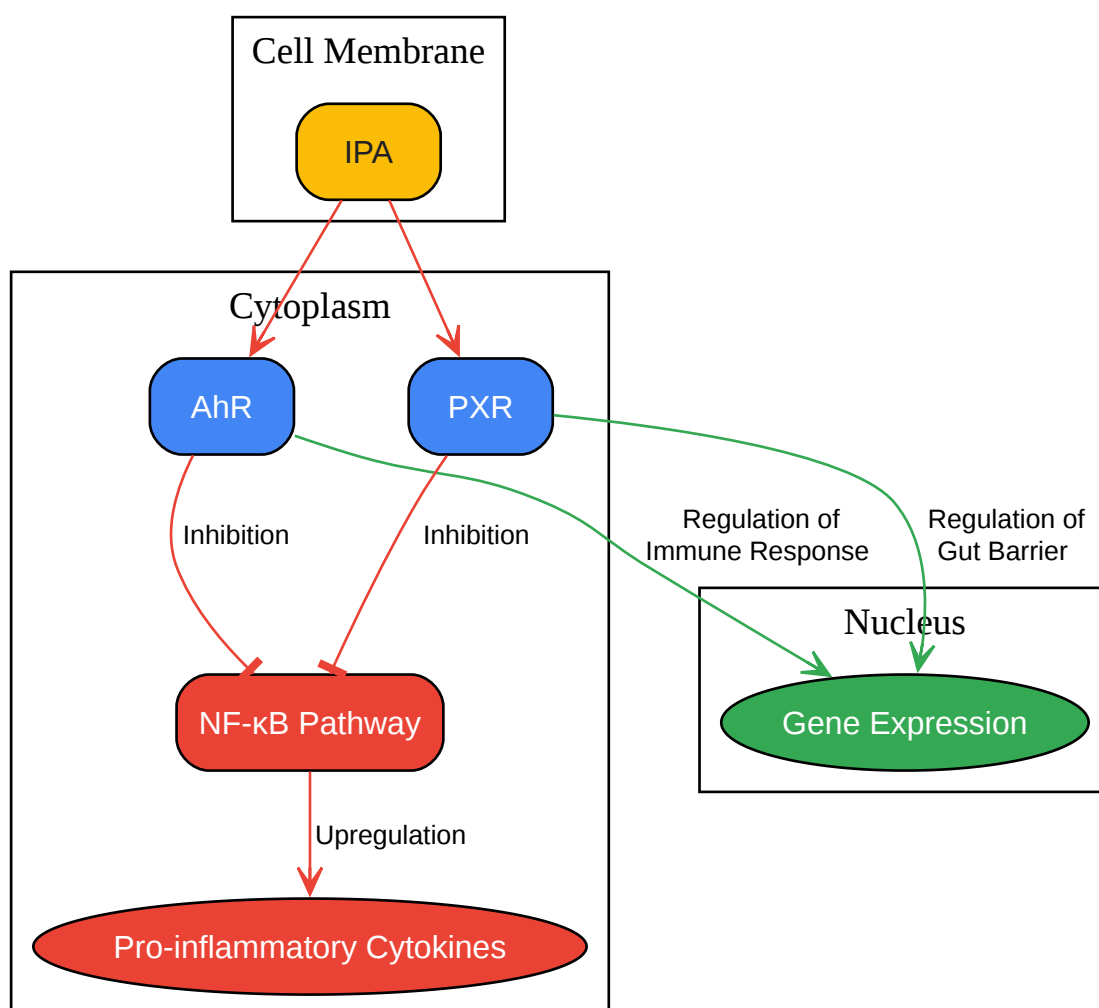 Cell Membrane
IPA
Cytoplasm
AhR
PXR
Inhibition
Inhibition
Regulation of
Immune Response
Regulation of
Gut Barrier
Nucleus
NF-κB Pathway
Gene Expression
Upregulation
Pro-inflammatory Cytokines